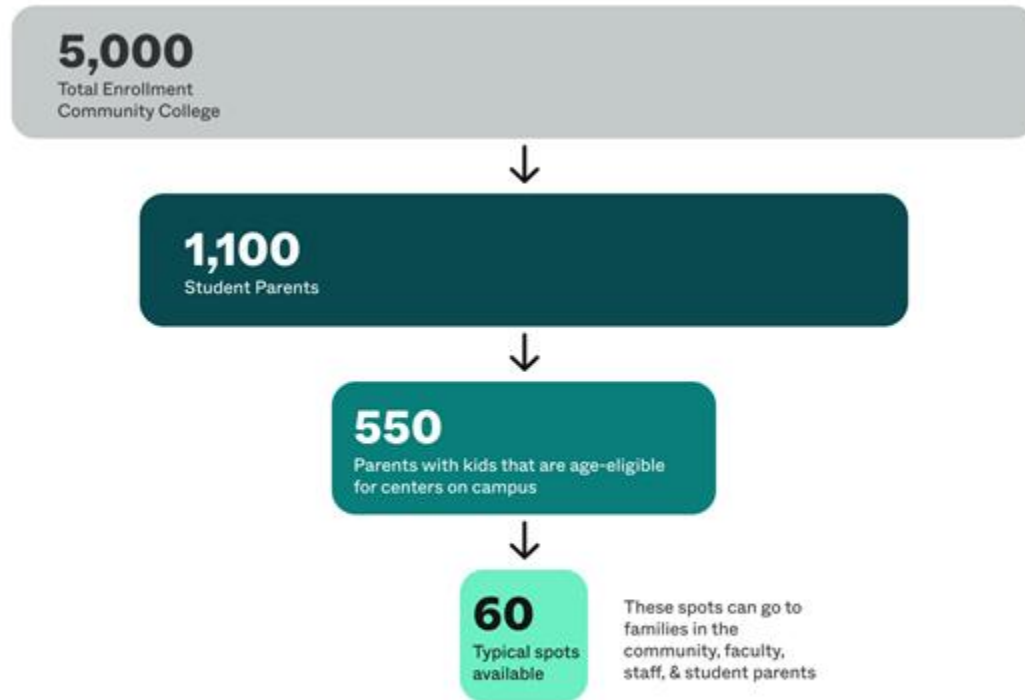 5,000
Total Enrollment
Community College
1,100
Student Parents
550
Parents with kids that are age-eligible
for centers on campus
60
Typical spots
available
These spots can go to
families in the
community, faculty,
staff, & student parents